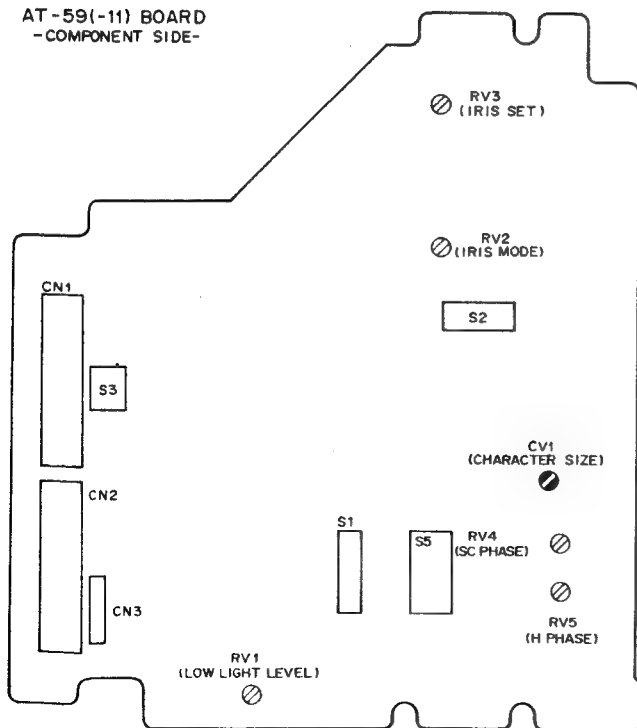 AT-59(-11) BOARD
-COMPONENT SIDE-
RV3
(IRIS SET)
RV2
(IRIS MODE)
CN1
S2
S3
CV1
(CHARACTER SIZE)
CN2
S1
S5
RV4
(SC PHASE)
CN3
RV5
(H PHASE)
RV1
(LOW LIGHT LEVEL)